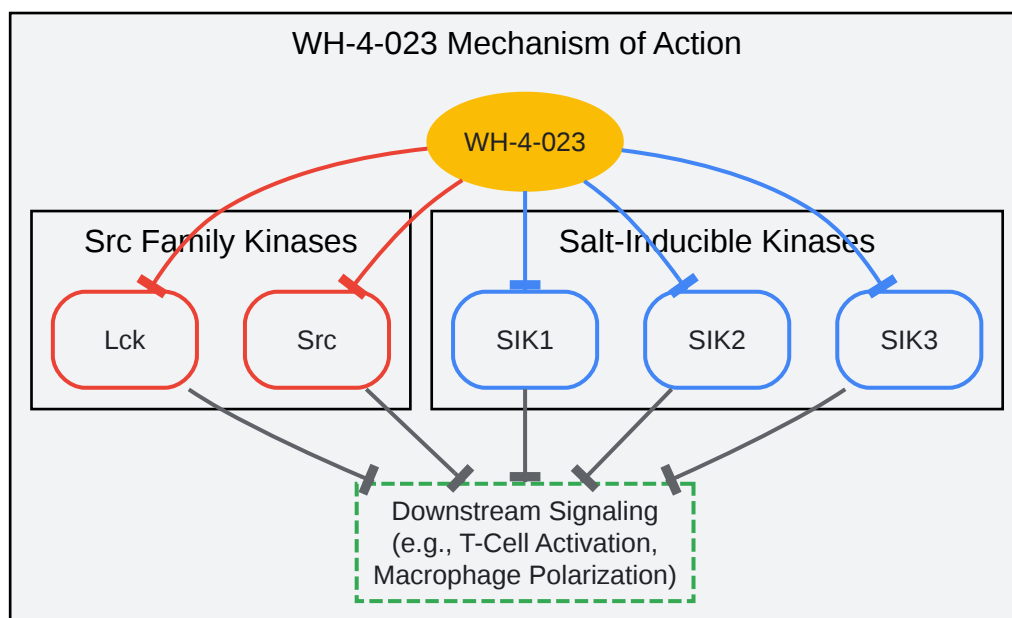 WH-4-023 Mechanism of Action
WH-4-023
Src Family Kinases
Salt-Inducible Kinases
Lck
Src
SIK1
SIK2
SIK3
Downstream Signaling
(e.g., T-Cell Activation,
Macrophage Polarization)